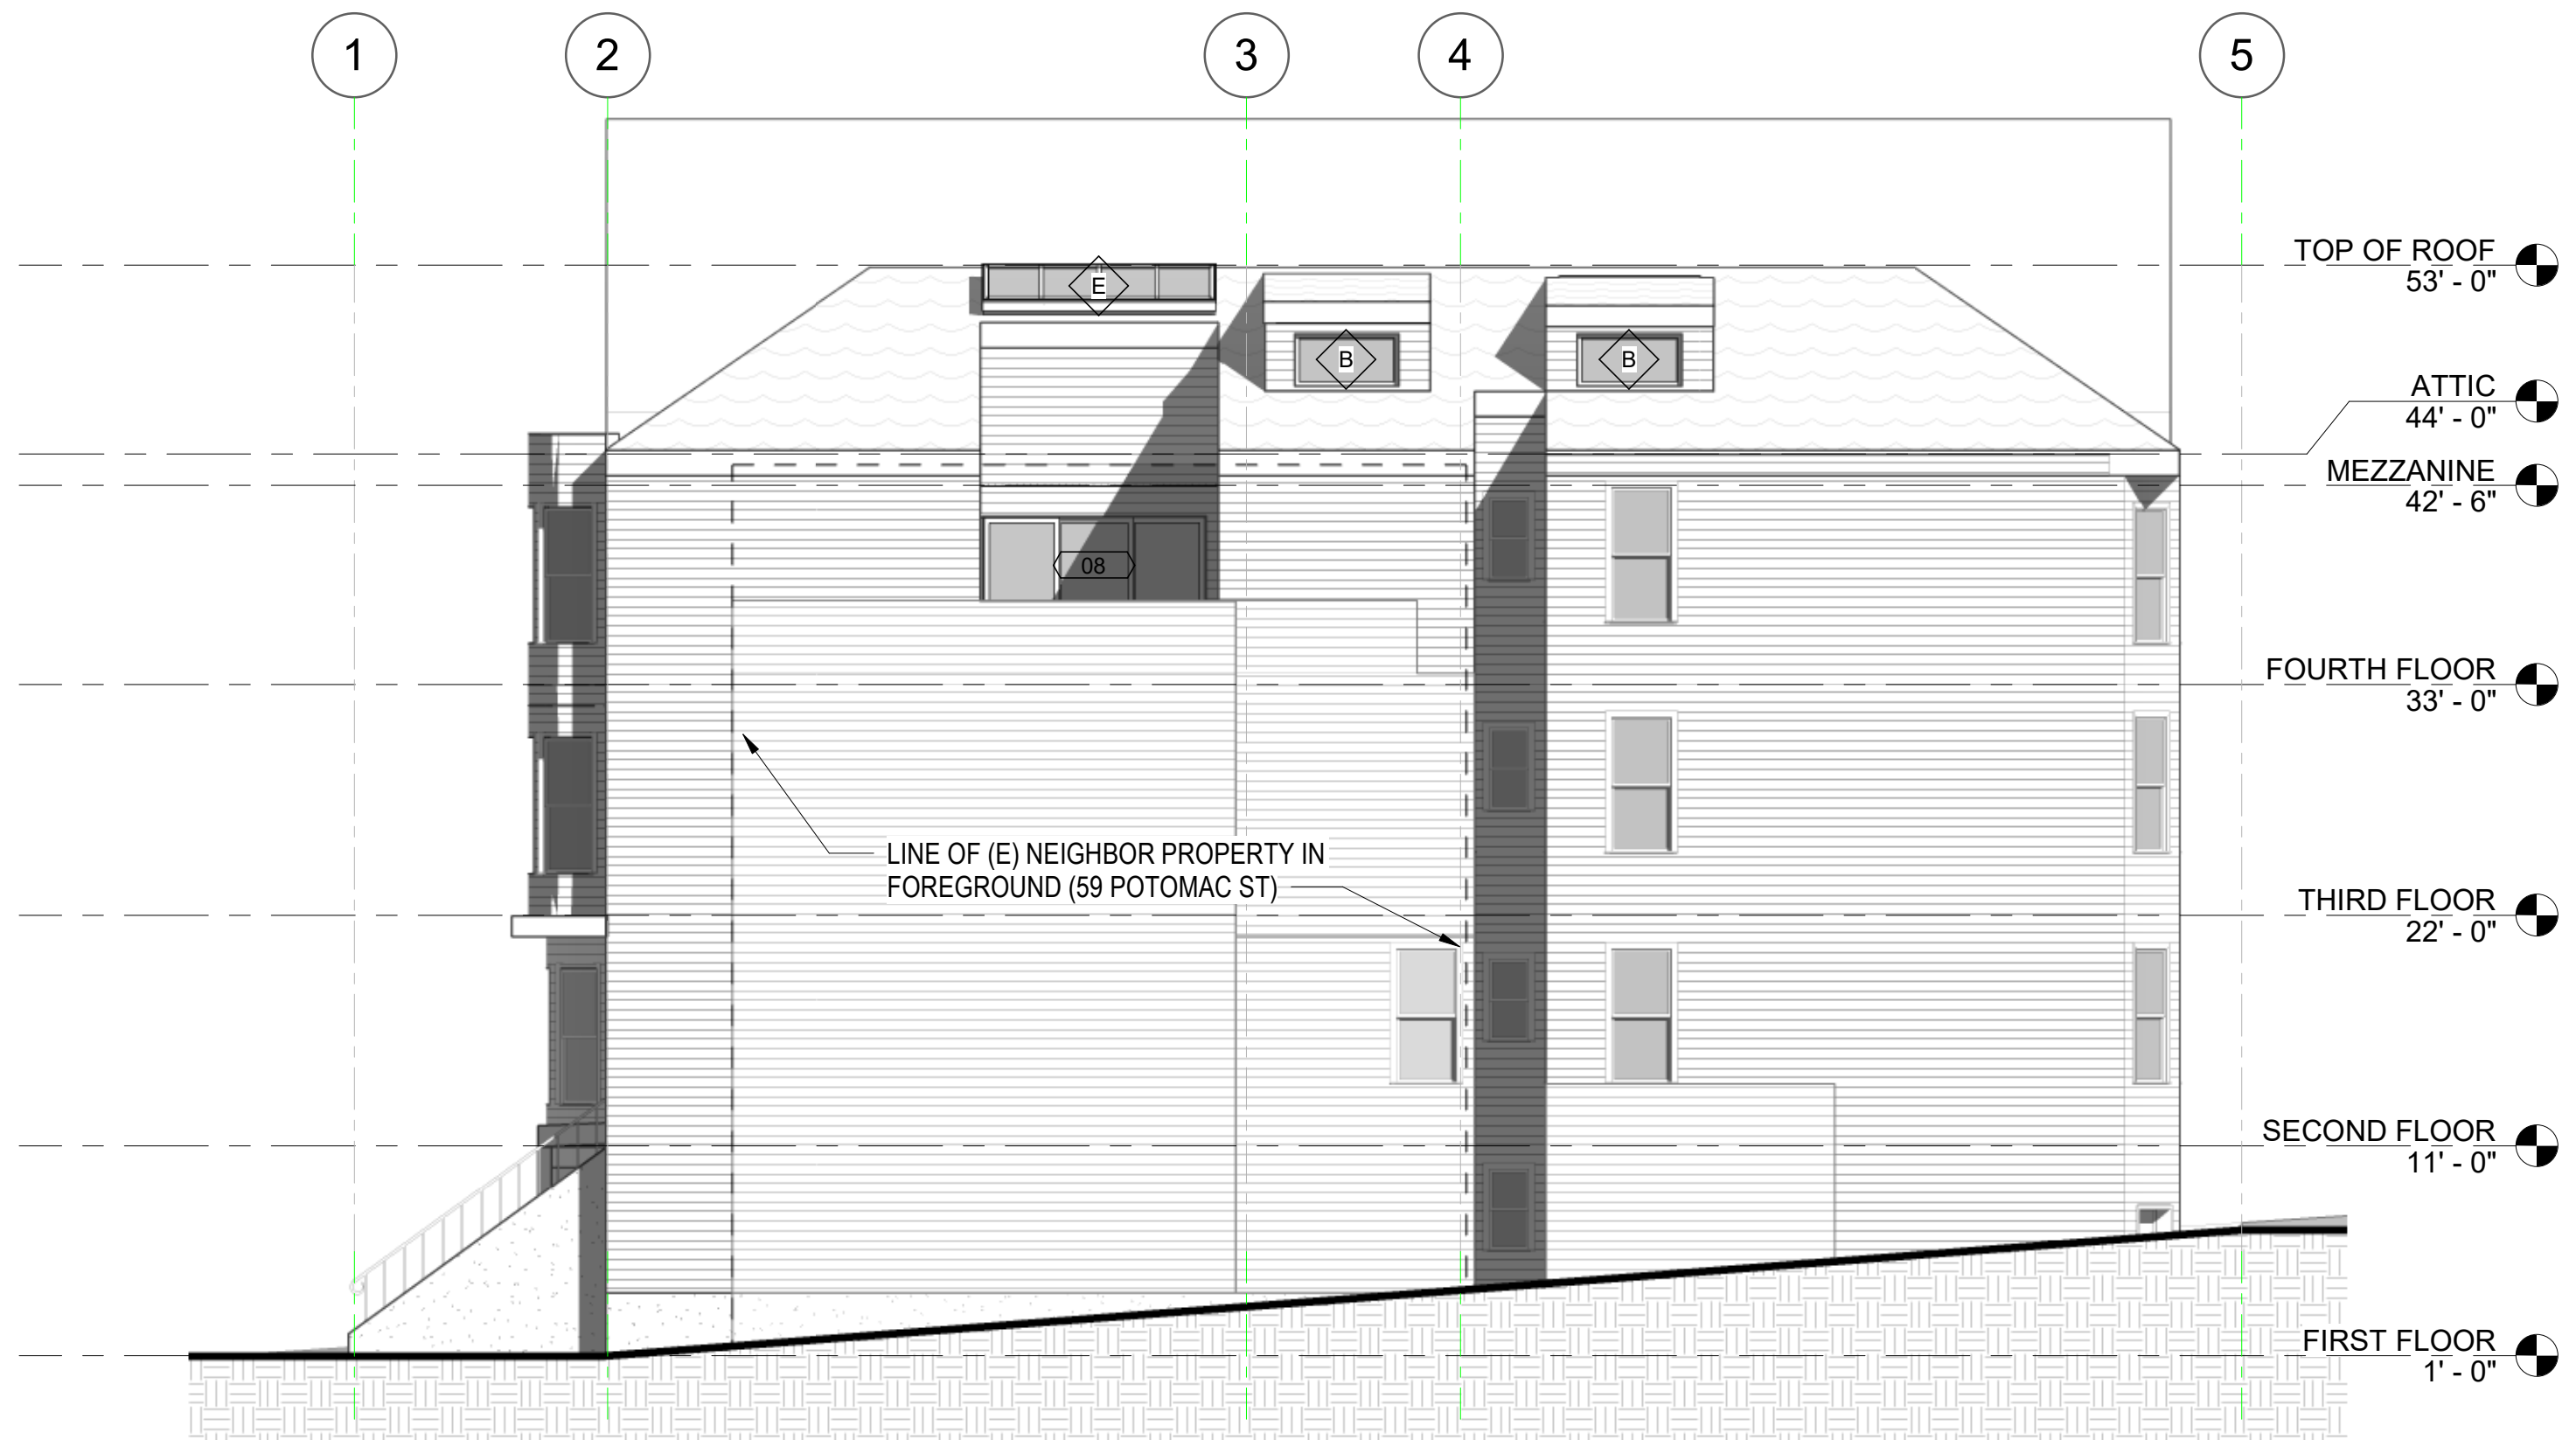 1 2 3 4 5
TOP OF ROOF
53' - 0"
E
B B
ATTIC
44' - 0"
MEZZANINE
42' - 6"
08
FOURTH FLOOR
33' - 0"
LINE OF (E) NEIGHBOR PROPERTY IN
FOREGROUND (59 POTOMAC ST)
THIRD FLOOR
22' - 0"
SECOND FLOOR
11' - 0"
FIRST FLOOR
1' - 0"